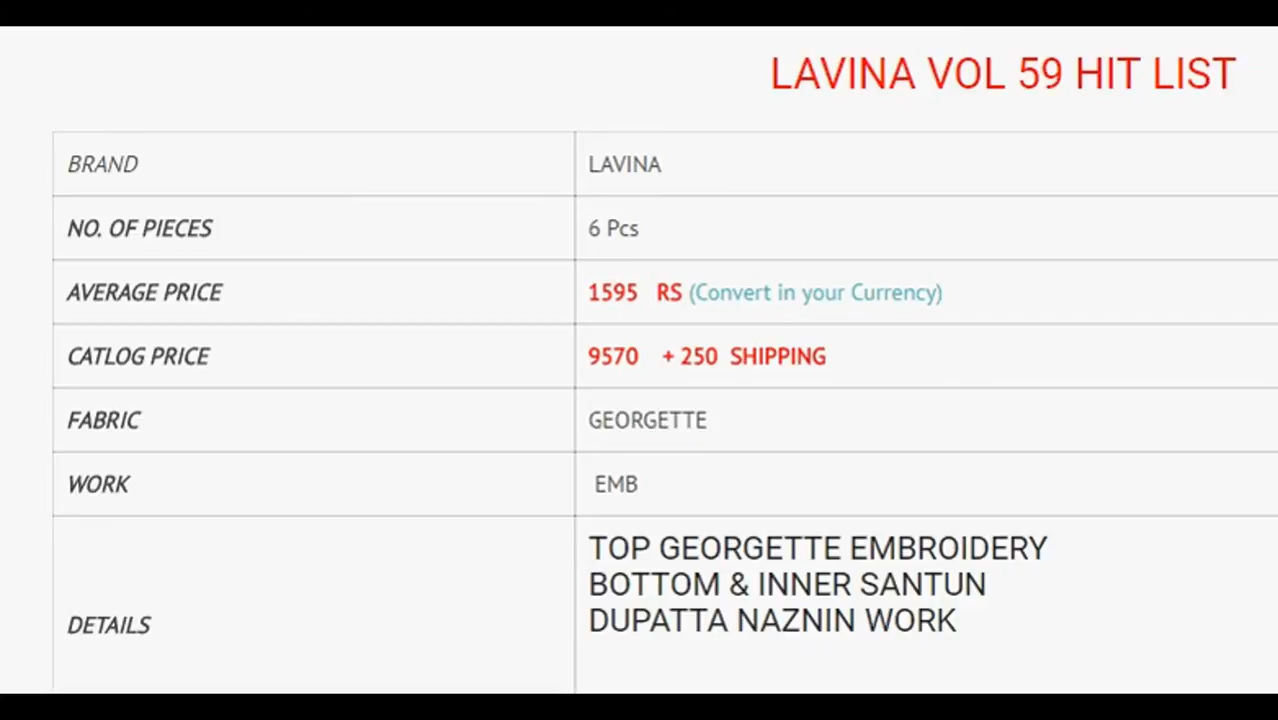 LAVINA VOL 59 HIT LIST
BRAND LAVINA
NO. OF PIECES 6 Pcs
AVERAGE PRICE 1595 RS (Convert in your Currency)
CATLOG PRICE 9570 + 250 SHIPPING
FABRIC GEORGETTE
WORK EMB
DETAILS
TOP GEORGETTE EMBROIDERY
BOTTOM & INNER SANTUN
DUPATTA NAZNIN WORK